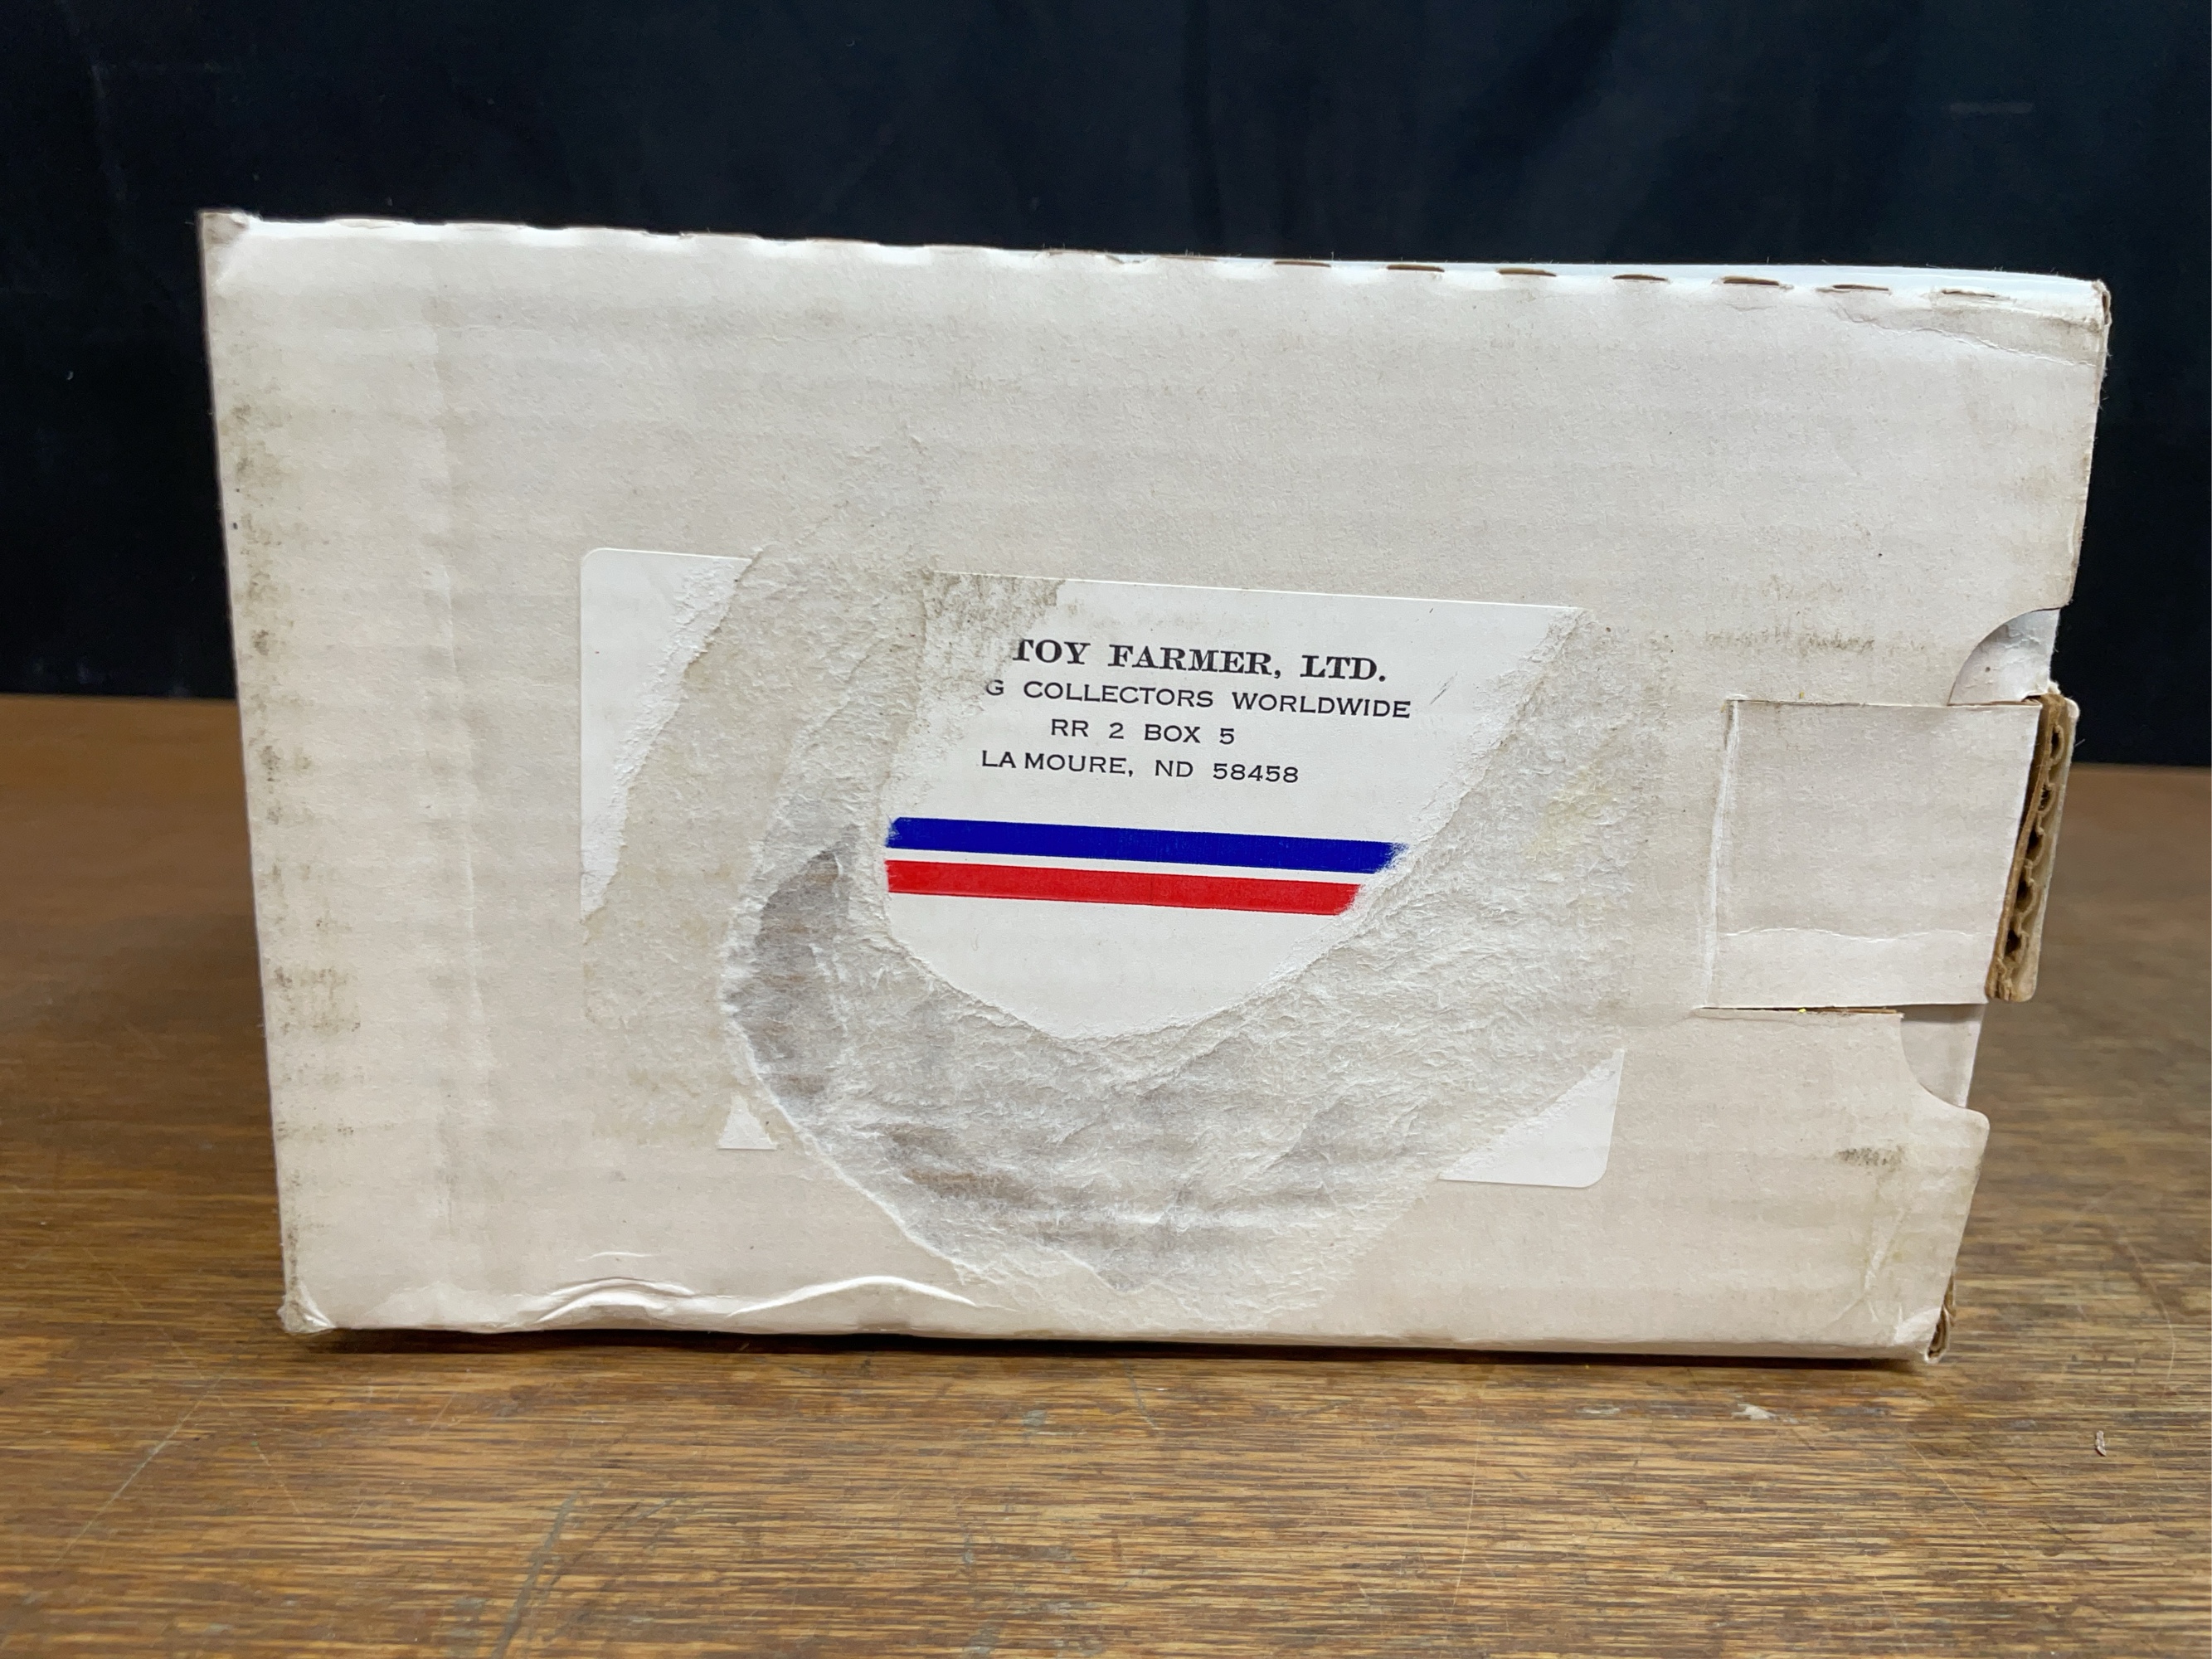 TOY FARMER, LTD.
G COLLECTORS WORLDWIDE
RR 2 BOX 5
LA MOURE, ND 58458